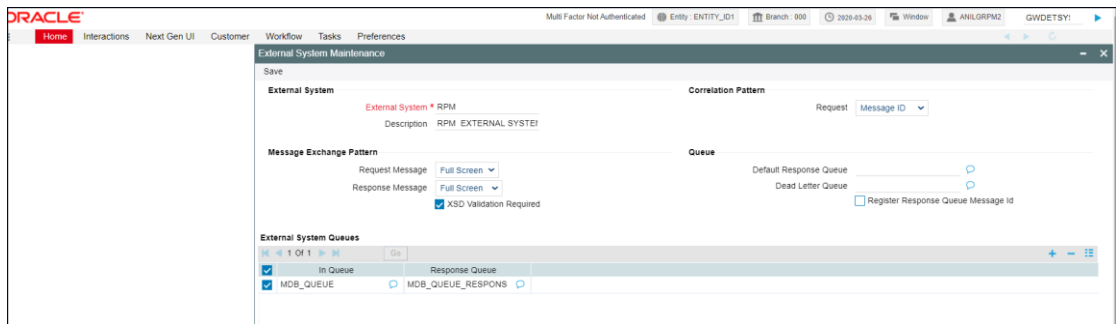 ORACLE
Multi Factor Not Authenticated Entity : ENTITY_ID1 Branch : 000 2020-03-26 Window ANILGRPM2 GWDETSY:
Home Interactions Next Gen UI Customer Workflow Tasks Preferences
External System Maintenance
Save
External System
External System * RPM
Description RPM EXTERNAL SYSTEM
Correlation Pattern
Request Message ID
Message Exchange Pattern
Request Message Full Screen
Response Message Full Screen
XSD Validation Required
Queue
Default Response Queue
Dead Letter Queue
Register Response Queue Message Id
External System Queues
1 Of 1 Go
In Queue Response Queue
MDB_QUEUE MDB_QUEUE_RESPONS